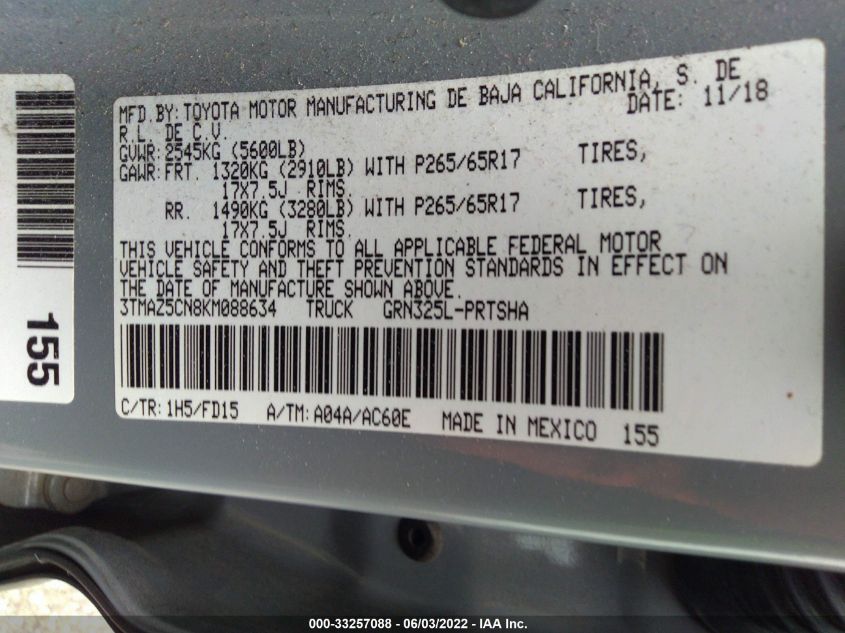 MFD.BY:TOYOTA MOTOR MANUFACTURING DE BAJA CALIFORNIA, S. DE
R.L. DE C.V. DATE: 11/18
GVWR:2545KG (5600LB)
GAWR:FRT. 1320KG (2910LB) WITH P265/65R17 TIRES,
17X7.5J RIMS.
RR. 1490KG (3280LB) WITH P265/65R17 TIRES,
17X7.5J RIMS.
THIS VEHICLE CONFORMS TO ALL APPLICABLE FEDERAL MOTOR
VEHICLE SAFETY AND THEFT PREVENTION STANDARDS IN EFFECT ON
THE DATE OF MANUFACTURE SHOWN ABOVE.
3TMAZ5CN8KM088634 TRUCK GRN325L-PRTSHA
C/TR:1H5/FD15 A/TM:A04A/AC60E MADE IN MEXICO 155
155
000-33257088 - 06/03/2022 - IAA Inc.